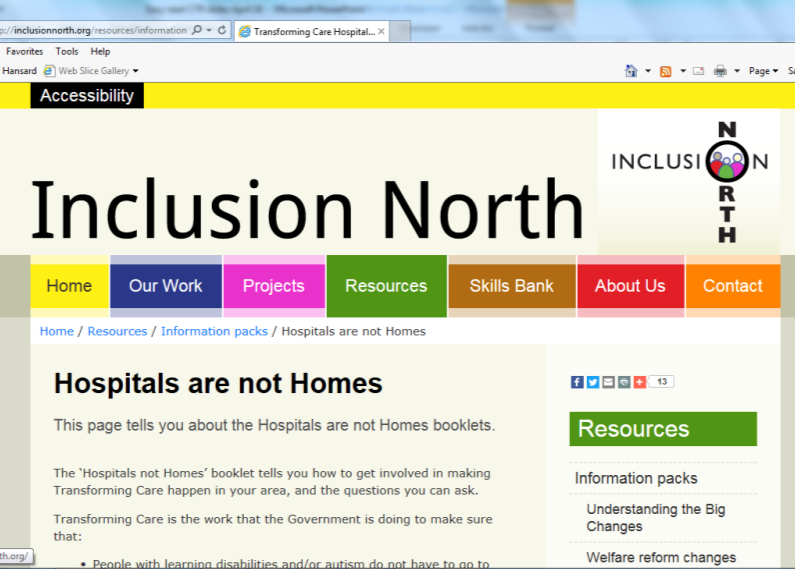 p://inclusionnorth.org/resources/information
Transforming Care Hospital...
Favorites Tools Help
Hansard Web Slice Gallery
Page
Accessibility
Inclusion North
INCLUSION
NORTH
Home Our Work Projects Resources Skills Bank About Us Contact
Home / Resources / Information packs / Hospitals are not Homes
Hospitals are not Homes
This page tells you about the Hospitals are not Homes booklets.
The ‘Hospitals not Homes’ booklet tells you how to get involved in making
Transforming Care happen in your area, and the questions you can ask.
Transforming Care is the work that the Government is doing to make sure
that:
• People with learning disabilities and/or autism do not have to go to
13
Resources
Information packs
Understanding the Big
Changes
Welfare reform changes
th.org/